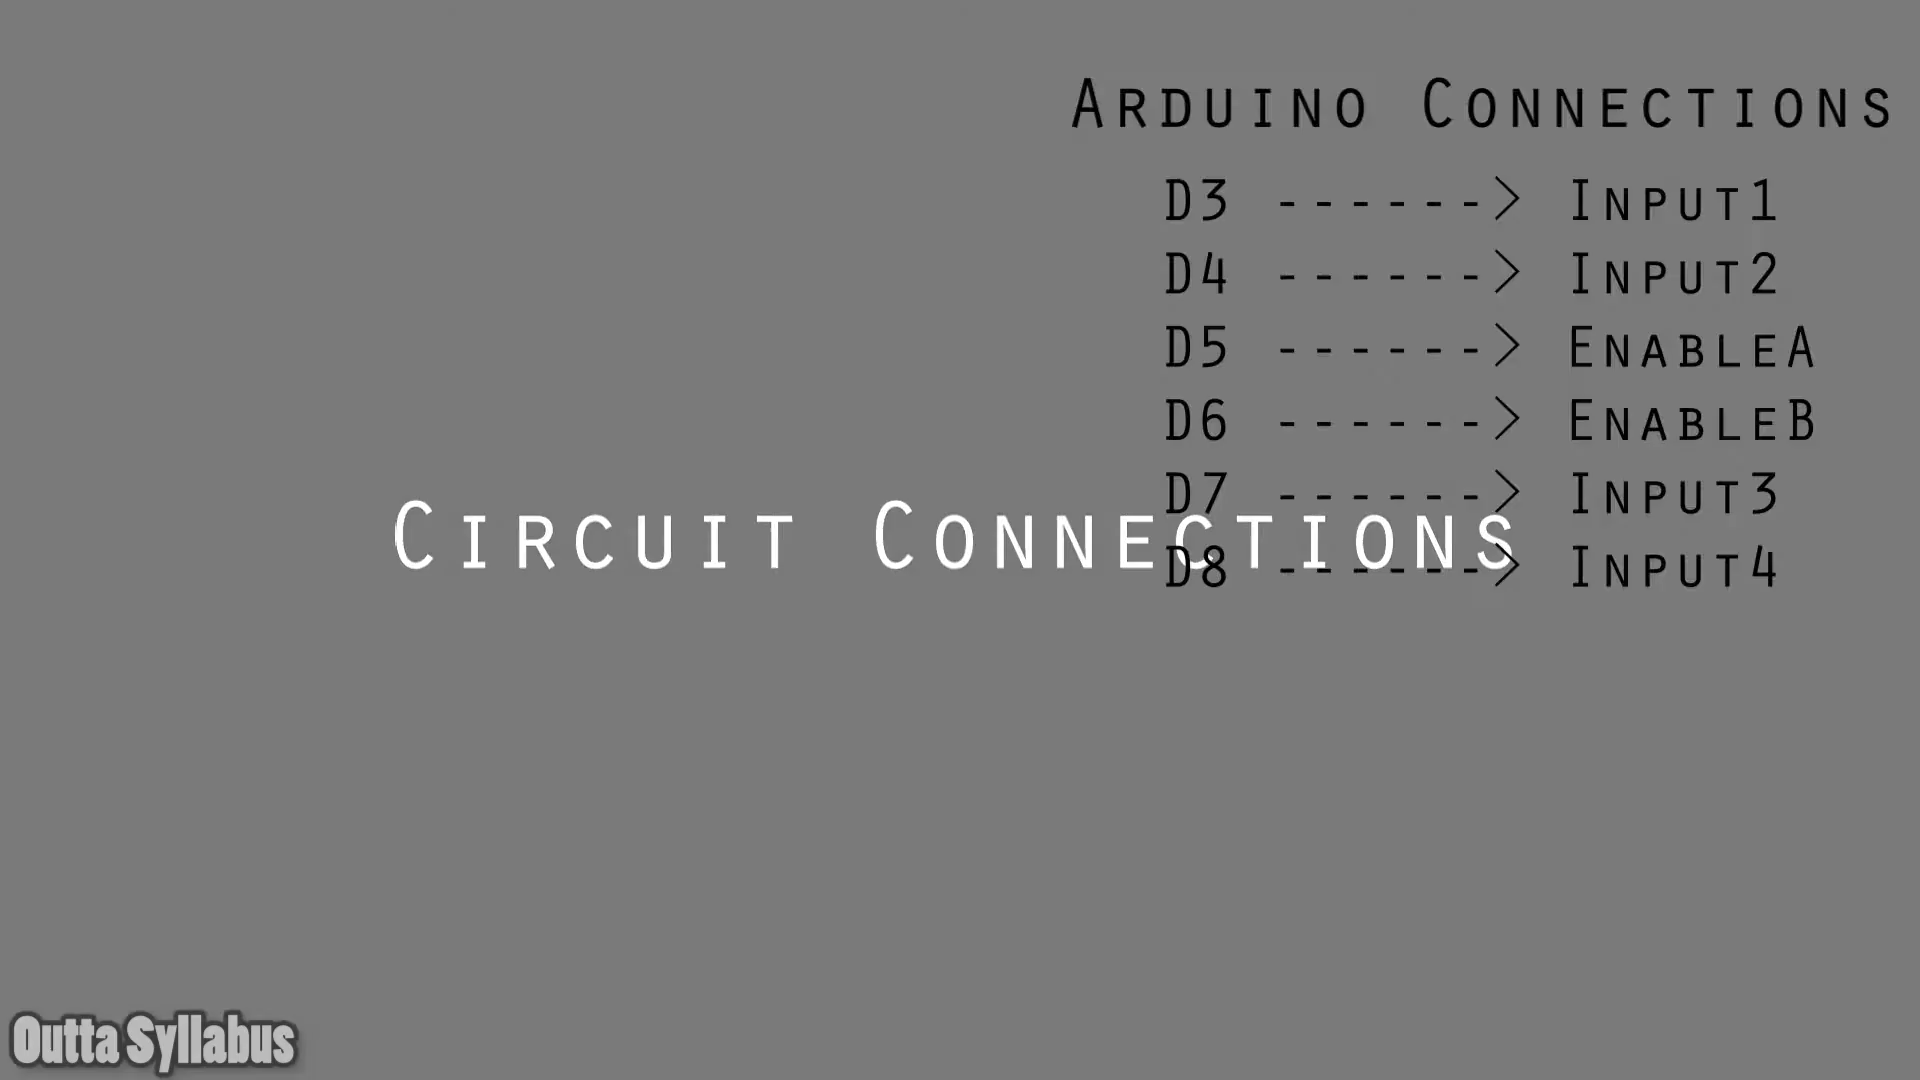 Arduino Connections
D3 ------> Input1
D4 ------> Input2
D5 ------> EnableA
D6 ------> EnableB
D7 ------> Input3
Circuit Connections
D8 ------> Input4
Outta Syllabus